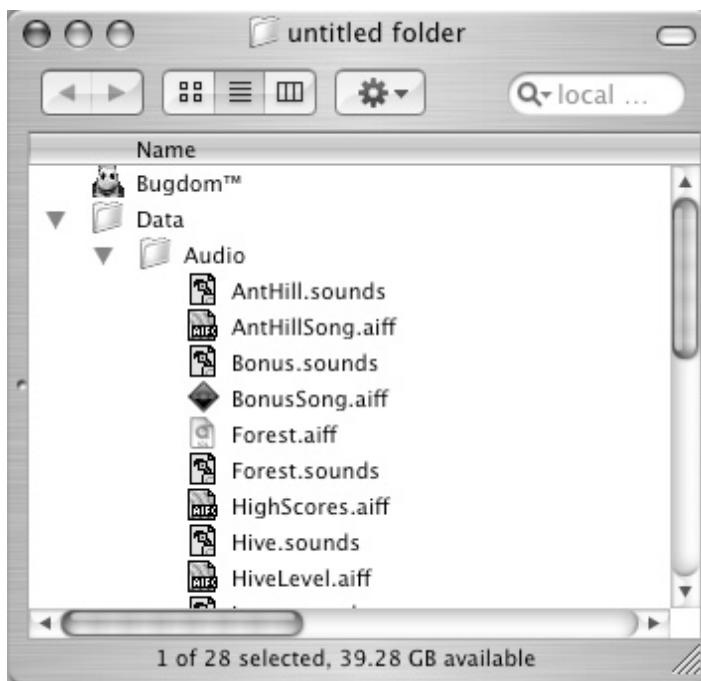 untitled folder
local ...
Name
Bugdom™
Data
Audio
AntHill.sounds
AntHillSong.aiff
Bonus.sounds
BonusSong.aiff
Forest.aiff
Forest.sounds
HighScores.aiff
Hive.sounds
HiveLevel.aiff
1 of 28 selected, 39.28 GB available